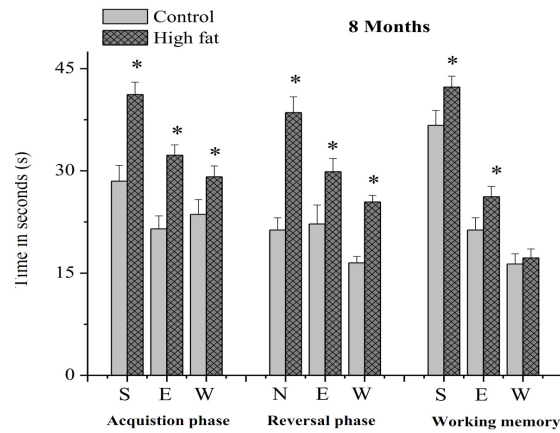 Control
High fat
8 Months
Time in seconds (s)
45
30
15
0
* * * * * * * *
S E W N E W S E W
Acquistion phase Reversal phase Working memory